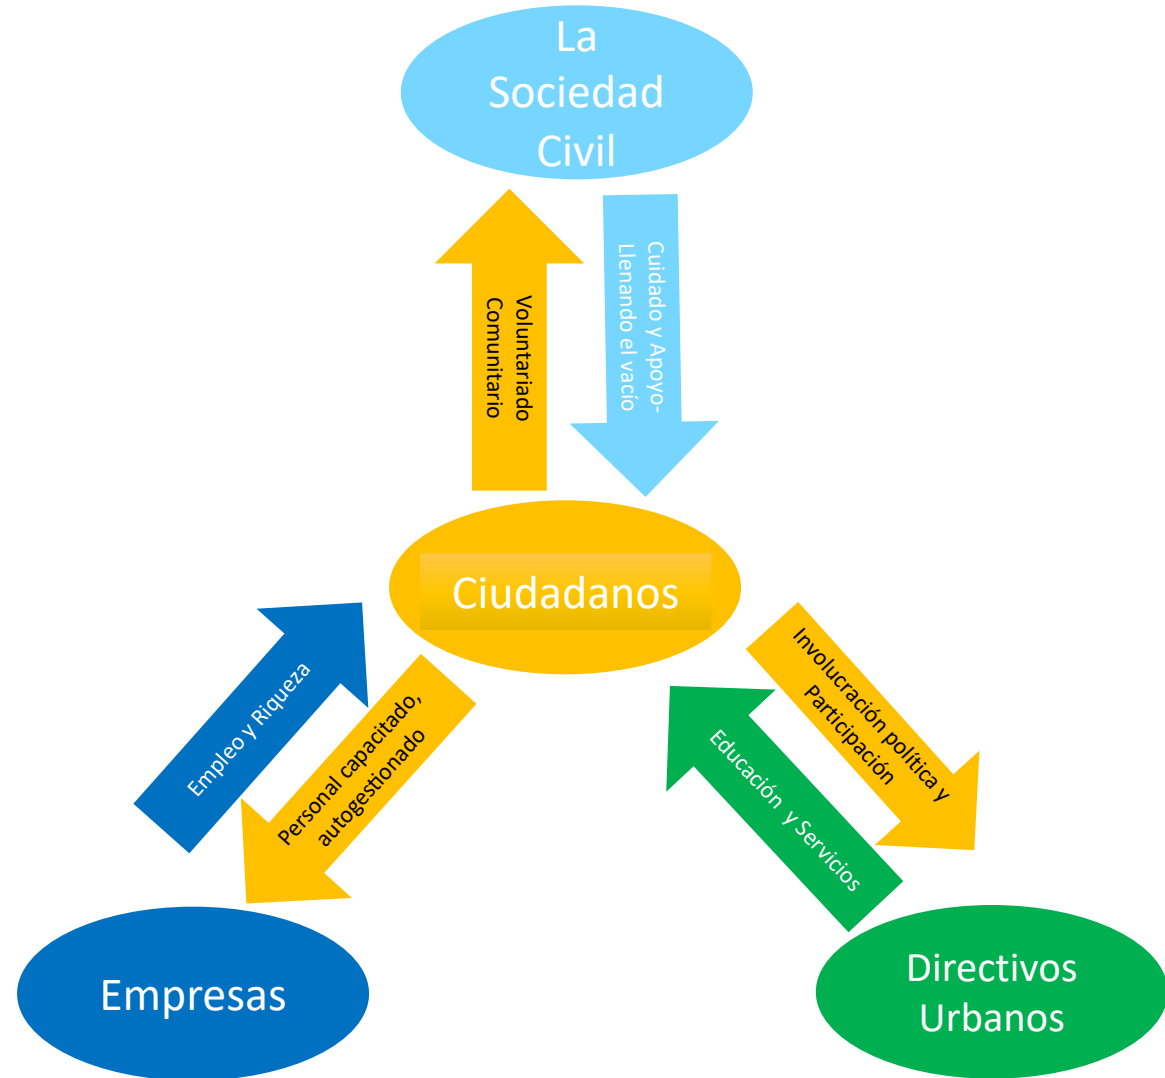 La
Sociedad
Civil
Voluntariado
Comunitario
Cuidado y Apoyo-
Llenando el vacío
Ciudadanos
Empleo y Riqueza
Personal capacitado,
autogestionado
Involucración política y
Participación
Educación y Servicios
Empresas
Directivos
Urbanos